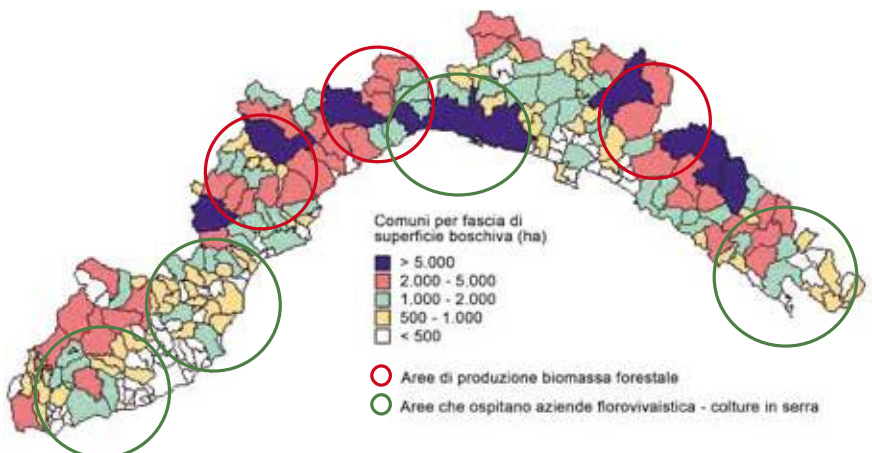 Comuni per fascia di
superficie boschiva (ha)
> 5.000
2.000 - 5.000
1.000 - 2.000
500 - 1.000
< 500
Aree di produzione biomassa forestale
Aree che ospitano aziende florovivaistica - colture in serra